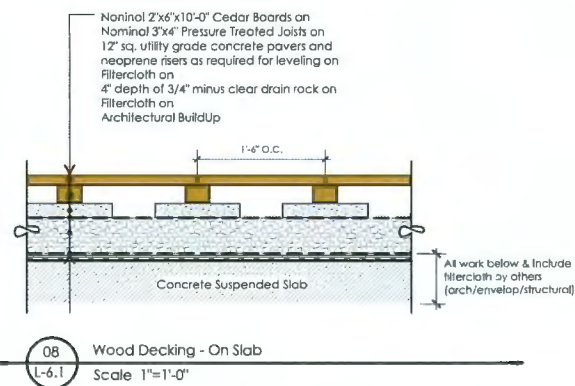 Noninal 2"x6"x10'-0" Cedar Boards on
Nominal 3"x4" Pressure Treated Joists on
12" sq. utility grade concrete pavers and
neoprene risers as required for leveling on
Filtercloth on
4" depth of 3/4" minus clear drain rock on
Filtercloth on
Architectural BuildUp
1'-6" O.C.
All work below & Include
filtercloth by others
(arch/envelop/structural)
Concrete Suspended Slab
08
L-6.1
Wood Decking - On Slab
Scale 1"=1'-0"